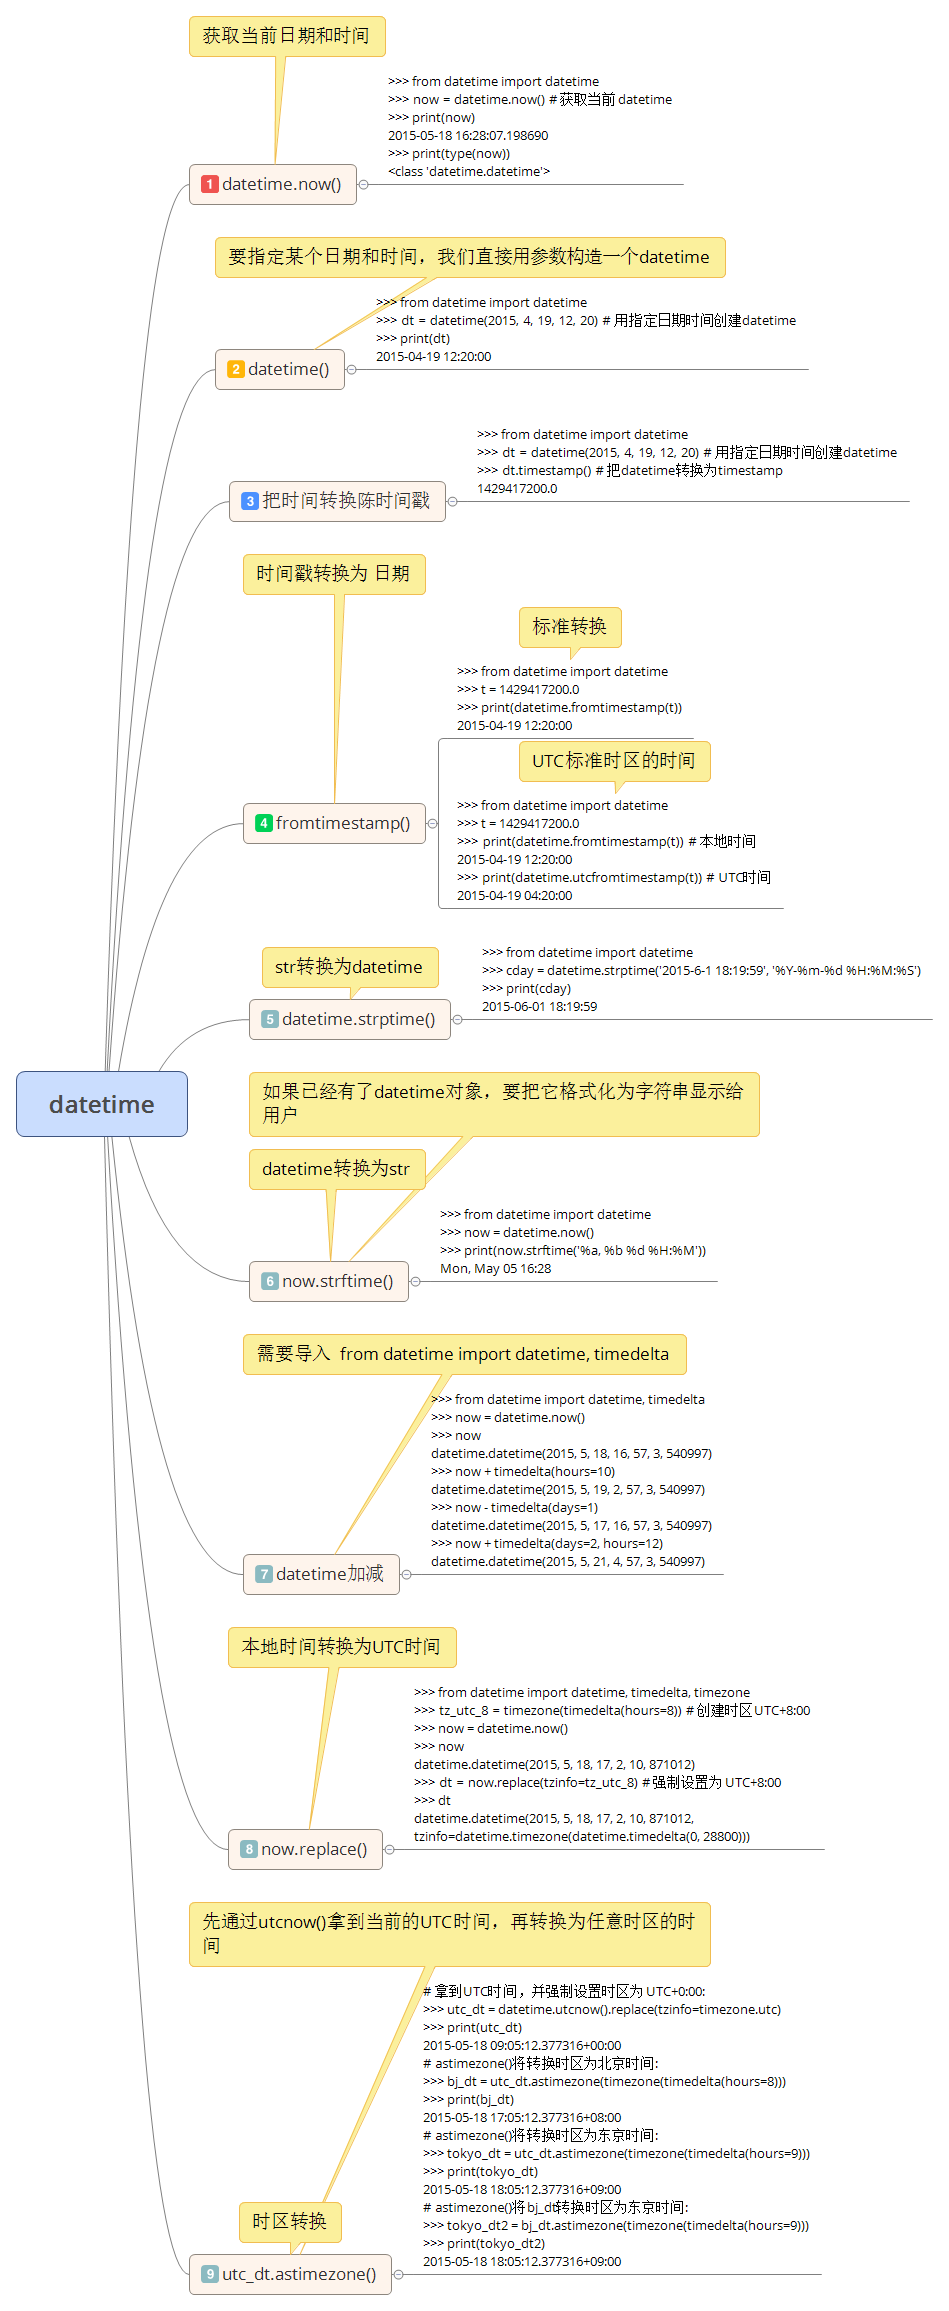 获取当前日期和时间
>>> from datetime import datetime
>>> now = datetime.now() # 获取当前 datetime
>>> print(now)
2015-05-18 16:28:07.198690
>>> print(type(now))
<class 'datetime.datetime'>
1 datetime.now()
要指定某个日期和时间，我们直接用参数构造一个datetime
>>> from datetime import datetime
>>> dt = datetime(2015, 4, 19, 12, 20) # 用指定日期时间创建datetime
>>> print(dt)
2015-04-19 12:20:00
2 datetime()
>>> from datetime import datetime
>>> dt = datetime(2015, 4, 19, 12, 20) # 用指定日期时间创建datetime
>>> dt.timestamp() # 把datetime转换为timestamp
1429417200.0
3 把时间转换陈时间戳
时间戳转换为 日期
标准转换
>>> from datetime import datetime
>>> t = 1429417200.0
>>> print(datetime.fromtimestamp(t))
2015-04-19 12:20:00
UTC标准时区的时间
>>> from datetime import datetime
>>> t = 1429417200.0
>>> print(datetime.fromtimestamp(t)) # 本地时间
2015-04-19 12:20:00
>>> print(datetime.utcfromtimestamp(t)) # UTC时间
2015-04-19 04:20:00
4 fromtimestamp()
str转换为datetime
>>> from datetime import datetime
>>> cday = datetime.strptime('2015-6-1 18:19:59', '%Y-%m-%d %H:%M:%S')
>>> print(cday)
2015-06-01 18:19:59
5 datetime.strptime()
datetime
如果已经有了datetime对象，要把它格式化为字符串显示给
用户
datetime转换为str
>>> from datetime import datetime
>>> now = datetime.now()
>>> print(now.strftime('%a, %b %d %H:%M'))
Mon, May 05 16:28
6 now.strftime()
需要导入  from datetime import datetime, timedelta
>>> from datetime import datetime, timedelta
>>> now = datetime.now()
>>> now
datetime.datetime(2015, 5, 18, 16, 57, 3, 540997)
>>> now + timedelta(hours=10)
datetime.datetime(2015, 5, 19, 2, 57, 3, 540997)
>>> now - timedelta(days=1)
datetime.datetime(2015, 5, 17, 16, 57, 3, 540997)
>>> now + timedelta(days=2, hours=12)
datetime.datetime(2015, 5, 21, 4, 57, 3, 540997)
7 datetime加减
本地时间转换为UTC时间
>>> from datetime import datetime, timedelta, timezone
>>> tz_utc_8 = timezone(timedelta(hours=8)) # 创建时区UTC+8:00
>>> now = datetime.now()
>>> now
datetime.datetime(2015, 5, 18, 17, 2, 10, 871012)
>>> dt = now.replace(tzinfo=tz_utc_8) # 强制设置为 UTC+8:00
>>> dt
datetime.datetime(2015, 5, 18, 17, 2, 10, 871012,
tzinfo=datetime.timezone(datetime.timedelta(0, 28800)))
8 now.replace()
先通过utcnow()拿到当前的UTC时间，再转换为任意时区的时
间
# 拿到UTC时间，并强制设置时区为 UTC+0:00:
>>> utc_dt = datetime.utcnow().replace(tzinfo=timezone.utc)
>>> print(utc_dt)
2015-05-18 09:05:12.377316+00:00
# astimezone()将转换时区为北京时间:
>>> bj_dt = utc_dt.astimezone(timezone(timedelta(hours=8)))
>>> print(bj_dt)
2015-05-18 17:05:12.377316+08:00
# astimezone()将转换时区为东京时间:
>>> tokyo_dt = utc_dt.astimezone(timezone(timedelta(hours=9)))
>>> print(tokyo_dt)
2015-05-18 18:05:12.377316+09:00
# astimezone()将bj_dt转换时区为东京时间:
>>> tokyo_dt2 = bj_dt.astimezone(timezone(timedelta(hours=9)))
>>> print(tokyo_dt2)
2015-05-18 18:05:12.377316+09:00
时区转换
9 utc_dt.astimezone()